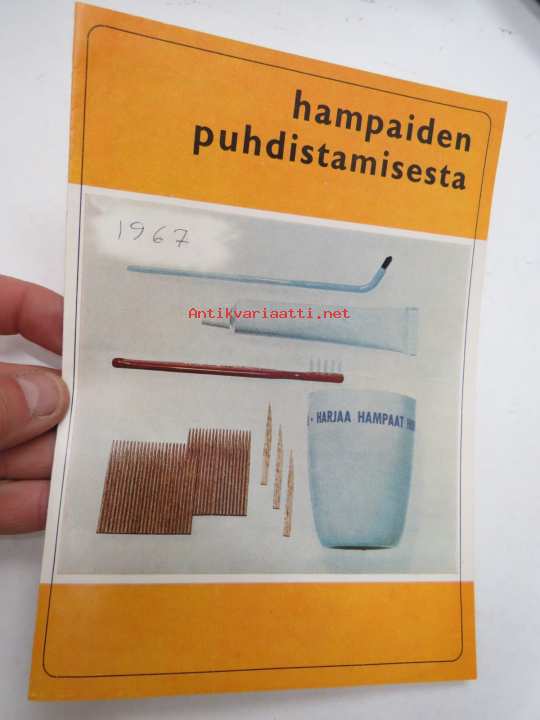 hampaiden
puhdistamisesta
1967
Antikvariaatti.net
· HARJAA HAMPAAT